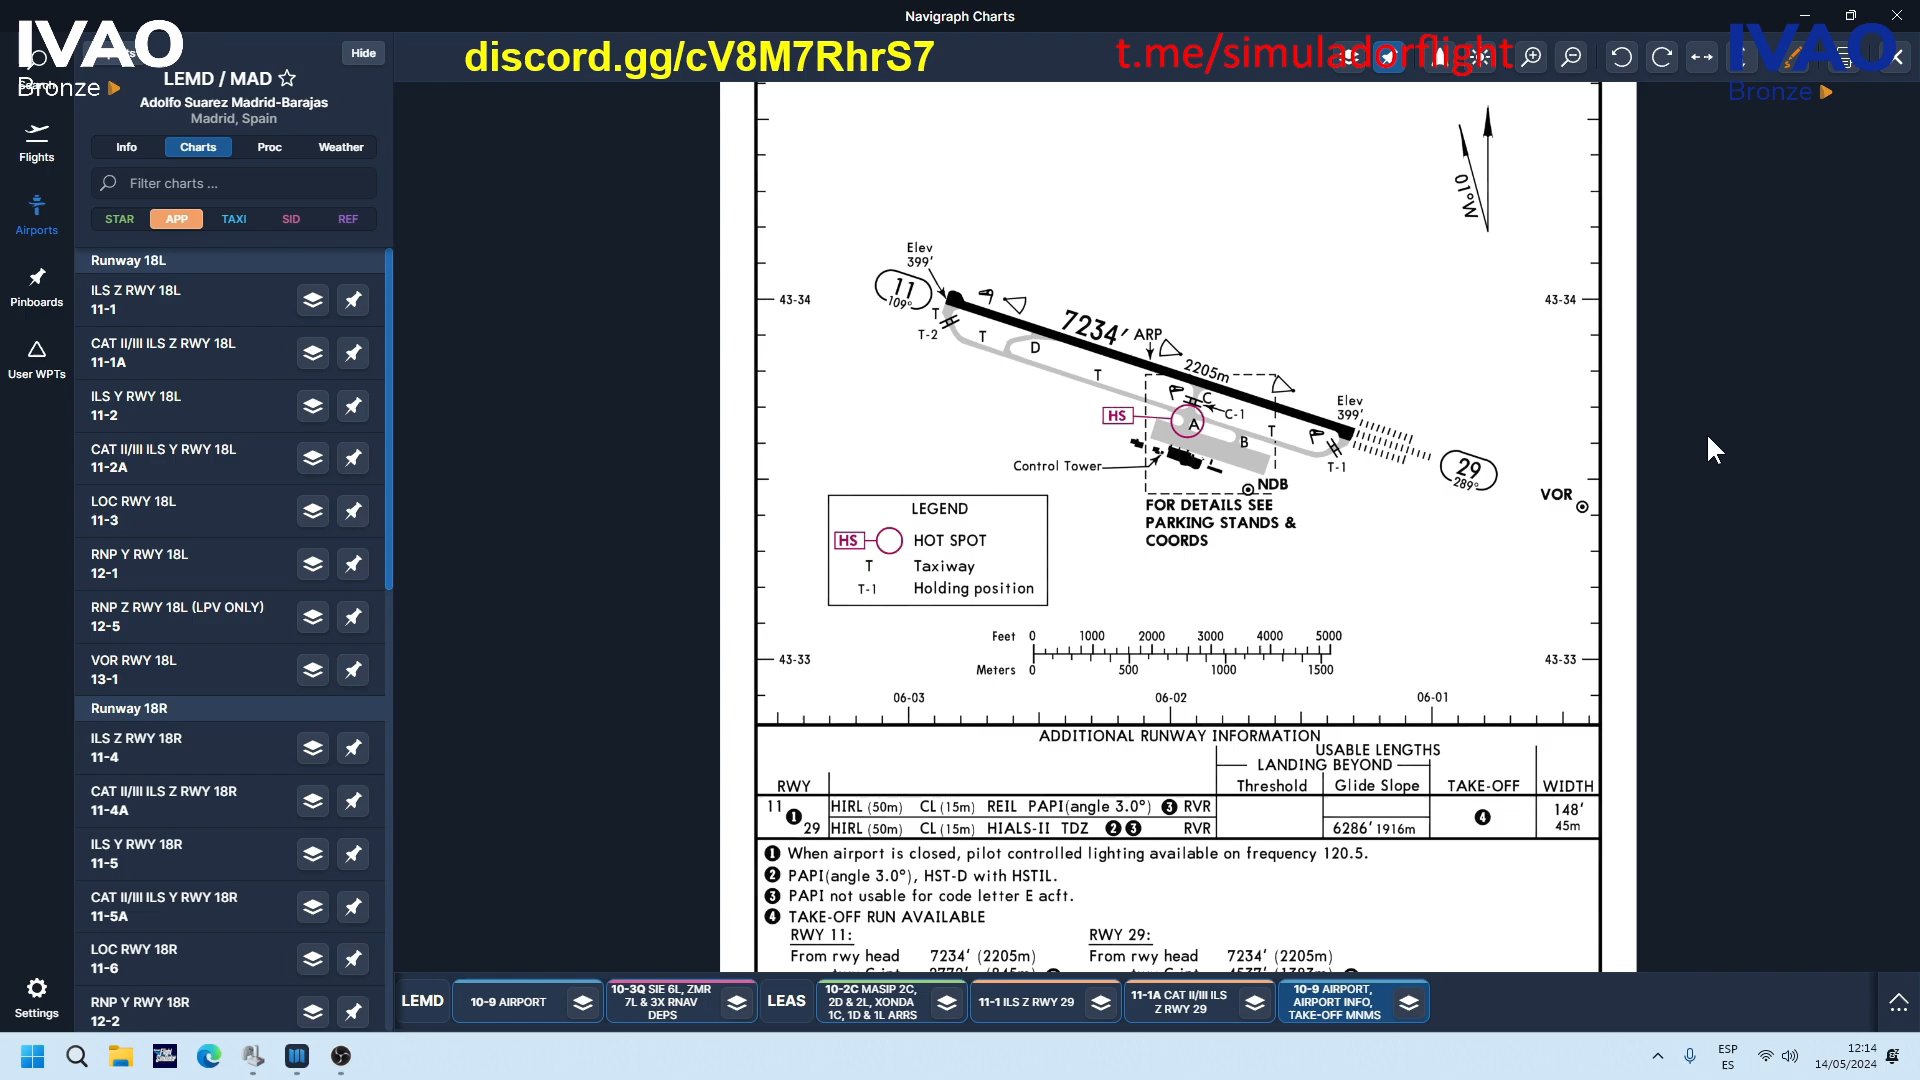 Navigraph Charts
IVAO
Bronze
discord.gg/cV8M7RhrS7
t.me/simuladorflight
IVAO
Bronze
Search
Flights
Airports
Pinboards
User WPTs
Settings
Hide
LEMD / MAD
Adolfo Suarez Madrid-Barajas
Madrid, Spain
Info Charts Proc Weather
Filter charts ...
STAR APP TAXI SID REF
Runway 18L
ILS Z RWY 18L
11-1
CAT II/III ILS Z RWY 18L
11-1A
ILS Y RWY 18L
11-2
CAT II/III ILS Y RWY 18L
11-2A
LOC RWY 18L
11-3
RNP Y RWY 18L
12-1
RNP Z RWY 18L (LPV ONLY)
12-5
VOR RWY 18L
13-1
Runway 18R
ILS Z RWY 18R
11-4
CAT II/III ILS Z RWY 18R
11-4A
ILS Y RWY 18R
11-5
CAT II/III ILS Y RWY 18R
11-5A
LOC RWY 18R
11-6
RNP Y RWY 18R
12-2
01°W
Elev
399'
11
109°
43-34
43-34
T
T-2
T
D
7234'
ARP
2205m
T
C
C-1
HS
A
B
T
Elev
399'
T-1
29
289°
Control Tower
NDB
VOR
FOR DETAILS SEE
PARKING STANDS &
COORDS
LEGEND
HS HOT SPOT
T Taxiway
T-1 Holding position
Feet 0 1000 2000 3000 4000 5000
Meters 0 500 1000 1500
43-33
43-33
06-03 06-02 06-01
ADDITIONAL RUNWAY INFORMATION
USABLE LENGTHS
LANDING BEYOND
RWY Threshold Glide Slope TAKE-OFF WIDTH
11 HIRL (50m) CL (15m) REIL PAPI(angle 3.0°) 3 RVR
1 4 148'
45m
29 HIRL (50m) CL (15m) HIALS-II TDZ 2 3 RVR 6286' 1916m
1 When airport is closed, pilot controlled lighting available on frequency 120.5.
2 PAPI(angle 3.0°), HST-D with HSTIL.
3 PAPI not usable for code letter E acft.
4 TAKE-OFF RUN AVAILABLE
RWY 11: RWY 29:
From rwy head 7234' (2205m) From rwy head 7234' (2205m)
LEMD
10-9 AIRPORT
10-3Q SIE 6L, ZMR
7L & 3X RNAV
DEPS
LEAS
10-2C MASIP 2C,
2D & 2L, XONDA
1C, 1D & 1L ARRS
11-1 ILS Z RWY 29
11-1A CAT II/III ILS
Z RWY 29
10-9 AIRPORT,
AIRPORT INFO,
TAKE-OFF MNMS
ESP
ES
12:14
14/05/2024